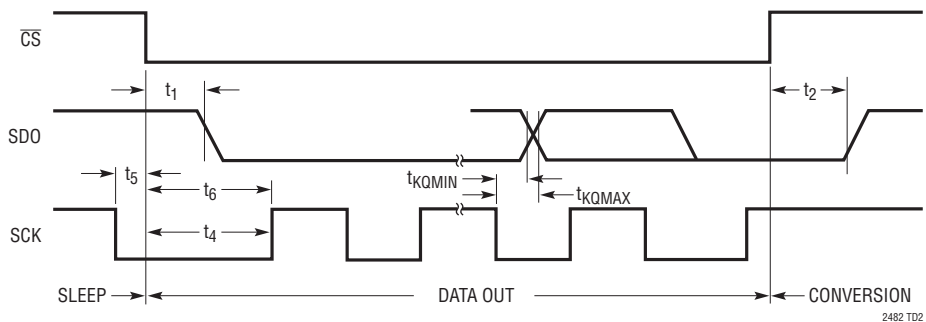 CS
t1
t2
SDO
t5
t6
tKQMIN
tKQMAX
SCK
t4
SLEEP
DATA OUT
CONVERSION
2482 TD2